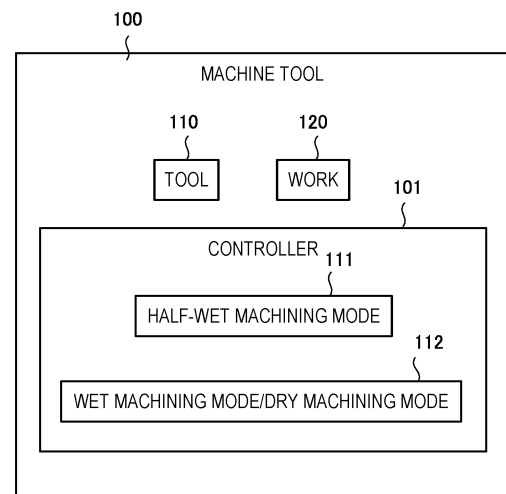 100
MACHINE TOOL
110
120
TOOL
WORK
101
CONTROLLER
111
HALF-WET MACHINING MODE
112
WET MACHINING MODE/DRY MACHINING MODE